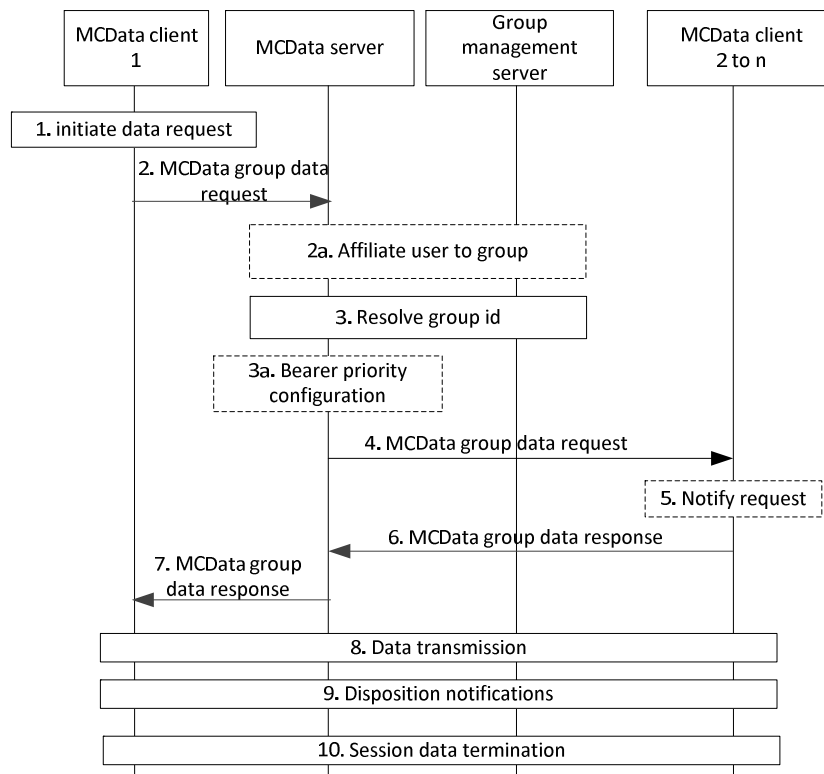 MCData client
1
MCData server
Group
management
server
MCData client
2 to n
1. initiate data request
2. MCData group data
request
2a. Affiliate user to group
3. Resolve group id
3a. Bearer priority
configuration
4. MCData group data request
5. Notify request
6. MCData group data response
7. MCData group
data response
8. Data transmission
9. Disposition notifications
10. Session data termination